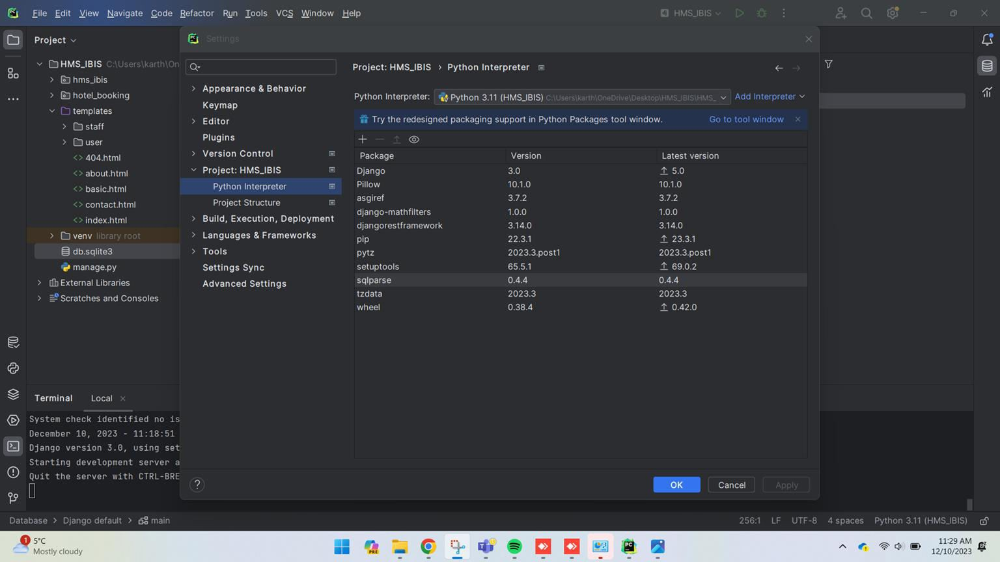 File Edit View Navigate Code Refactor Run Tools VCS Window Help
HMS_IBIS
Project
HMS_IBIS C:\Users\karth\On
hms_ibis
hotel_booking
templates
staff
user
404.html
about.html
basic.html
contact.html
index.html
venv library root
db.sqlite3
manage.py
External Libraries
Scratches and Consoles
Settings
Appearance & Behavior
Keymap
Editor
Plugins
Version Control
Project: HMS_IBIS
Python Interpreter
Project Structure
Build, Execution, Deployment
Languages & Frameworks
Tools
Settings Sync
Advanced Settings
Project: HMS_IBIS › Python Interpreter
Python Interpreter: Python 3.11 (HMS_IBIS) C:\Users\karth\OneDrive\Desktop\HMS_IBIS\HMS_ Add Interpreter
Try the redesigned packaging support in Python Packages tool window. Go to tool window
Package Version Latest version
Django 3.0 5.0
Pillow 10.1.0 10.1.0
asgiref 3.7.2 3.7.2
django-mathfilters 1.0.0 1.0.0
djangorestframework 3.14.0 3.14.0
pip 22.3.1 23.3.1
pytz 2023.3.post1 2023.3.post1
setuptools 65.5.1 69.0.2
sqlparse 0.4.4 0.4.4
tzdata 2023.3 2023.3
wheel 0.38.4 0.42.0
? OK Cancel Apply
Terminal Local
System check identified no is
December 10, 2023 - 11:18:51
Django version 3.0, using set
Starting development server a
Quit the server with CTRL-BRE
Database › Django default › main
256:1 LF UTF-8 4 spaces Python 3.11 (HMS_IBIS)
1 5°C
Mostly cloudy
PRE
11:29 AM
12/10/2023